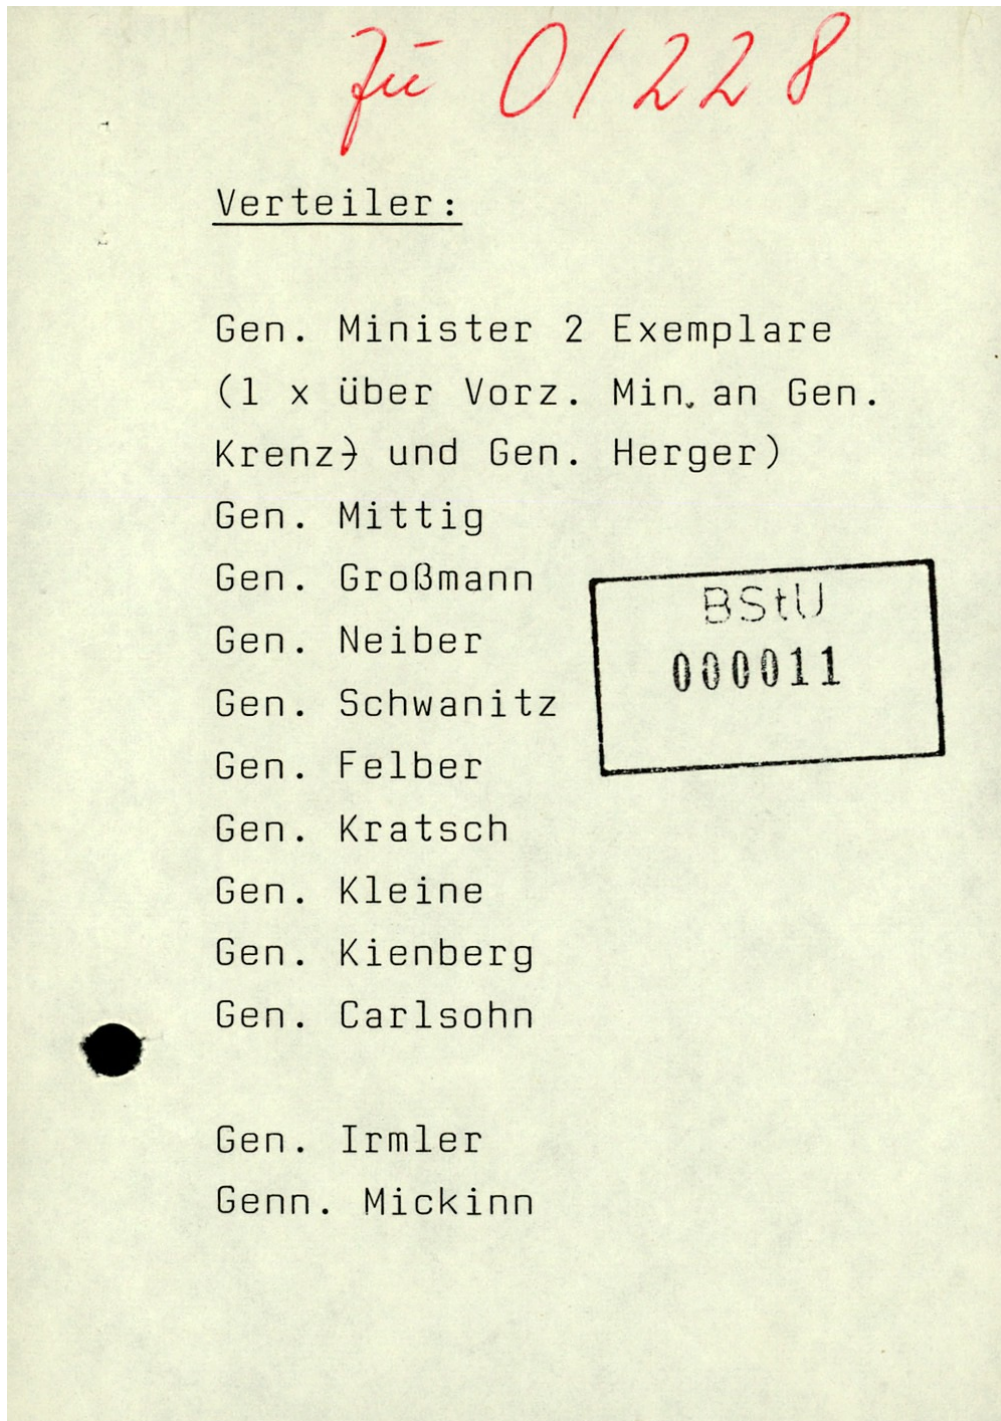 zu 01228
Verteiler:
Gen. Minister 2 Exemplare
(1 x über Vorz. Min. an Gen.
Krenz) und Gen. Herger)
Gen. Mittig
Gen. Großmann
Gen. Neiber
Gen. Schwanitz
Gen. Felber
Gen. Kratsch
Gen. Kleine
Gen. Kienberg
Gen. Carlsohn
BStU
000011
Gen. Irmler
Genn. Mickinn